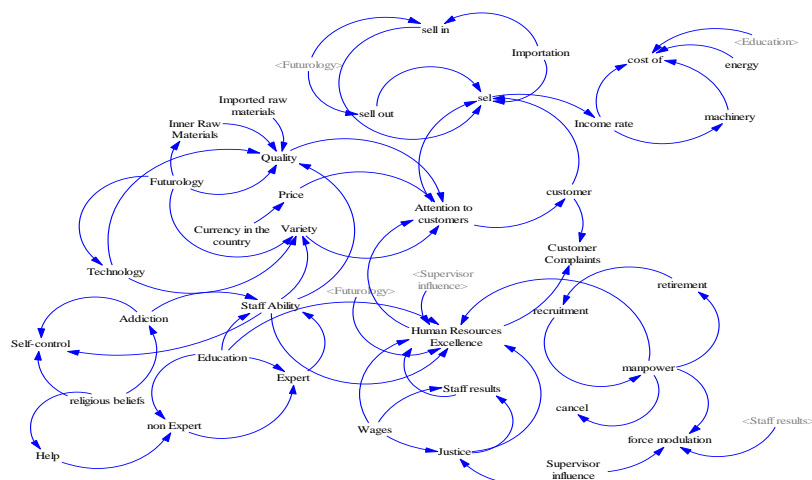 sell in
Importation
<Futurology>
<Education>
cost of
energy
sel
sell out
Income rate
machinery
Imported raw
materials
Inner Raw
Materials
Quality
Futurology
Price
Attention to
customers
customer
Currency in the
country
Variety
Customer
Complaints
Technology
<Supervisor
influence>
<Futurology>
retirement
Staff Ability
recruitment
Addiction
Human Resources
Excellence
Self-control
Education
manpower
Expert
Staff results
religious beliefs
cancel
<Staff results>
non Expert
Wages
force modulation
Help
Justice
Supervisor
influence